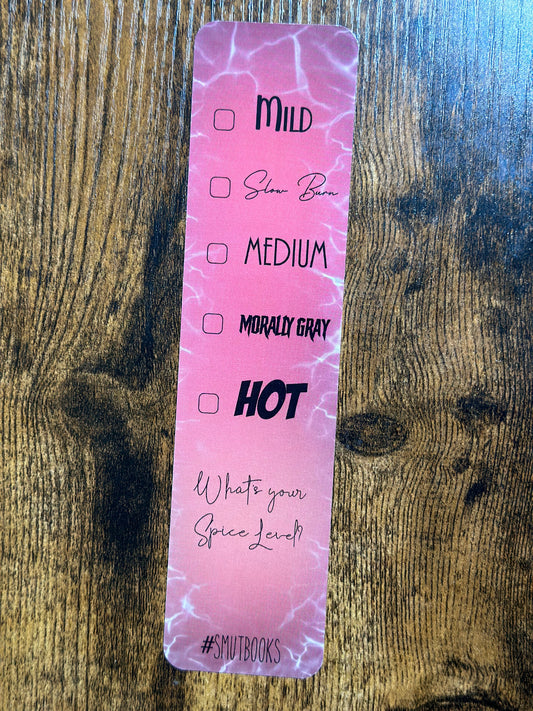 MILD
Slow Burn
MEDIUM
MORALLY GRAY
HOT
What's your
Spice Level?
#SMUTBOOKS